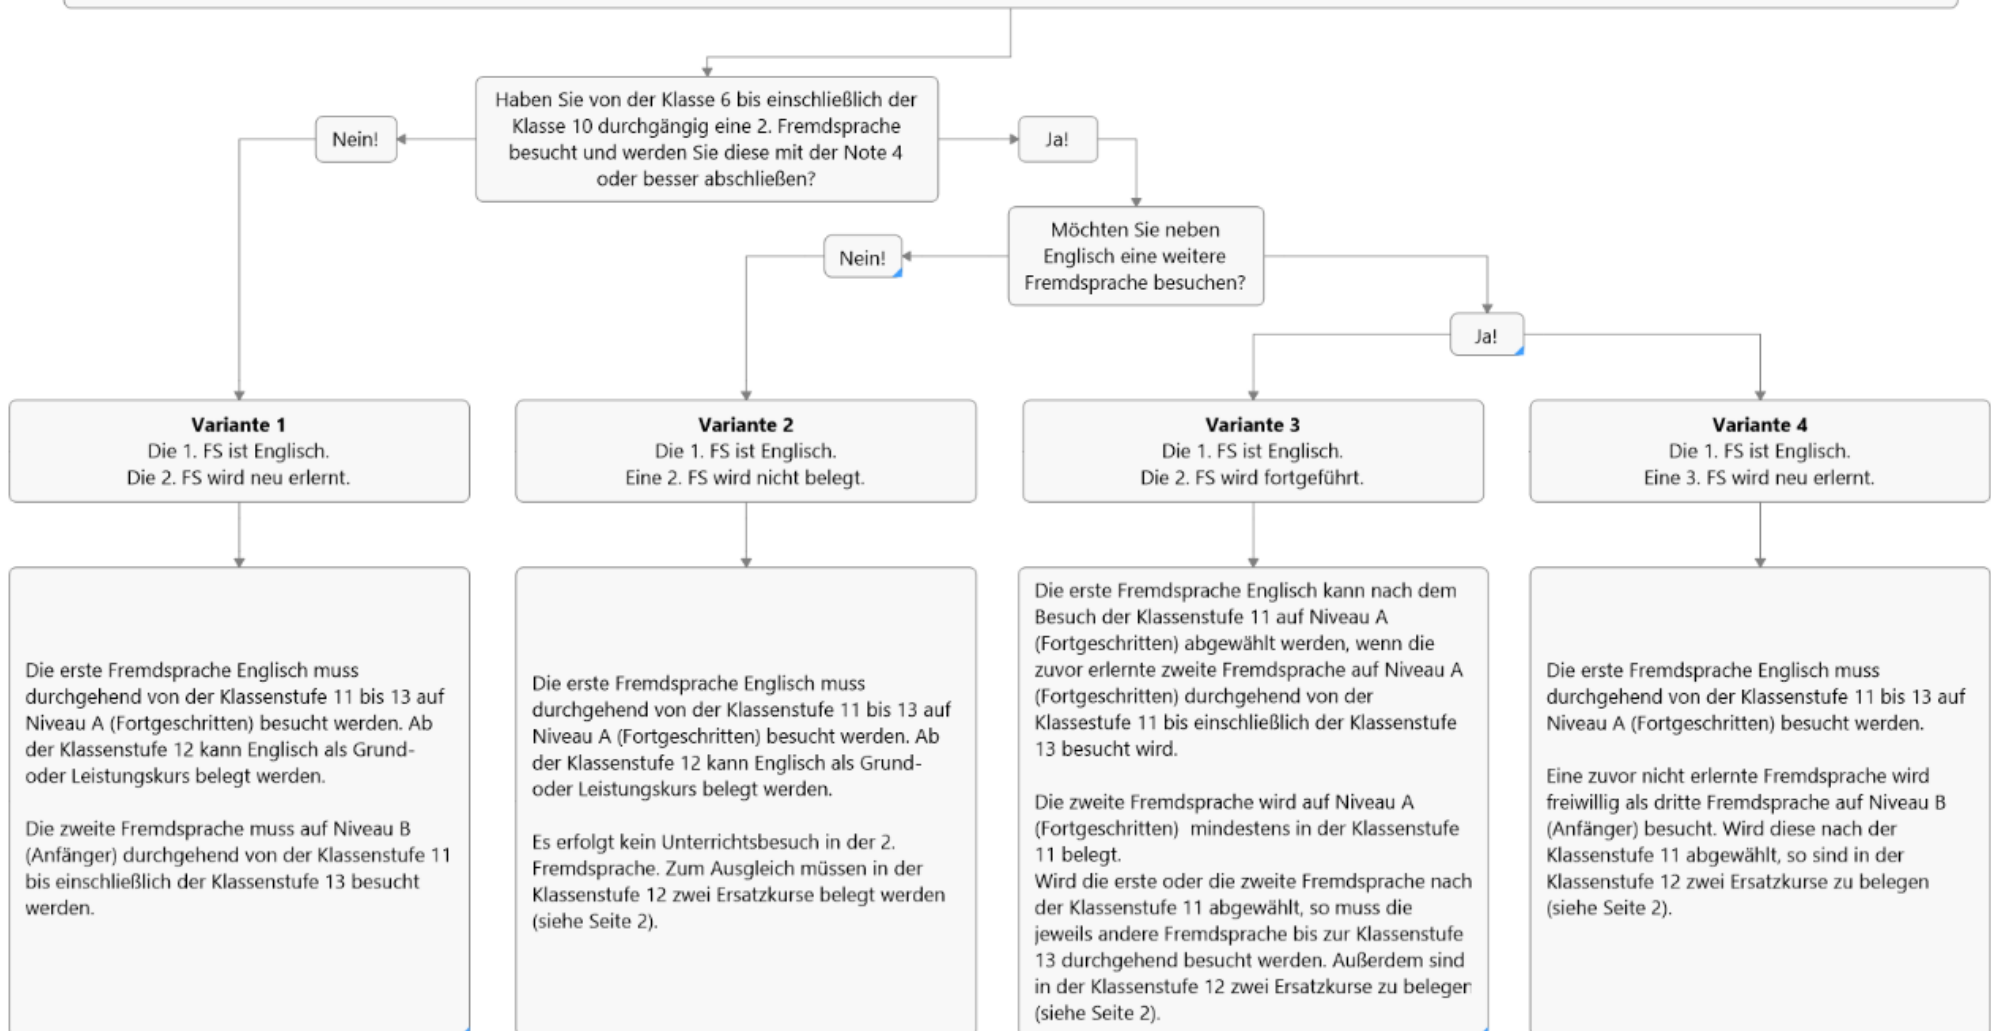 Haben Sie von der Klasse 6 bis einschließlich der
Klasse 10 durchgängig eine 2. Fremdsprache
besucht und werden Sie diese mit der Note 4
oder besser abschließen?
Nein!
Ja!
Möchten Sie neben
Englisch eine weitere
Fremdsprache besuchen?
Nein!
Ja!
Variante 1
Die 1. FS ist Englisch.
Die 2. FS wird neu erlernt.
Variante 2
Die 1. FS ist Englisch.
Eine 2. FS wird nicht belegt.
Variante 3
Die 1. FS ist Englisch.
Die 2. FS wird fortgeführt.
Variante 4
Die 1. FS ist Englisch.
Eine 3. FS wird neu erlernt.
Die erste Fremdsprache Englisch muss
durchgehend von der Klassenstufe 11 bis 13 auf
Niveau A (Fortgeschritten) besucht werden. Ab
der Klassenstufe 12 kann Englisch als Grund-
oder Leistungskurs belegt werden.
Die zweite Fremdsprache muss auf Niveau B
(Anfänger) durchgehend von der Klassenstufe 11
bis einschließlich der Klassenstufe 13 besucht
werden.
Die erste Fremdsprache Englisch muss
durchgehend von der Klassenstufe 11 bis 13 auf
Niveau A (Fortgeschritten) besucht werden. Ab
der Klassenstufe 12 kann Englisch als Grund-
oder Leistungskurs belegt werden.
Es erfolgt kein Unterrichtsbesuch in der 2.
Fremdsprache. Zum Ausgleich müssen in der
Klassenstufe 12 zwei Ersatzkurse belegt werden
(siehe Seite 2).
Die erste Fremdsprache Englisch kann nach dem
Besuch der Klassenstufe 11 auf Niveau A
(Fortgeschritten) abgewählt werden, wenn die
zuvor erlernte zweite Fremdsprache auf Niveau A
(Fortgeschritten) durchgehend von der
Klassestufe 11 bis einschließlich der Klassenstufe
13 besucht wird.
Die zweite Fremdsprache wird auf Niveau A
(Fortgeschritten) mindestens in der Klassenstufe
11 belegt.
Wird die erste oder die zweite Fremdsprache nach
der Klassenstufe 11 abgewählt, so muss die
jeweils andere Fremdsprache bis zur Klassenstufe
13 durchgehend besucht werden. Außerdem sind
in der Klassenstufe 12 zwei Ersatzkurse zu belegen
(siehe Seite 2).
Die erste Fremdsprache Englisch muss
durchgehend von der Klassenstufe 11 bis 13 auf
Niveau A (Fortgeschritten) besucht werden.
Eine zuvor nicht erlernte Fremdsprache wird
freiwillig als dritte Fremdsprache auf Niveau B
(Anfänger) besucht. Wird diese nach der
Klassenstufe 11 abgewählt, so sind in der
Klassenstufe 12 zwei Ersatzkurse zu belegen
(siehe Seite 2).